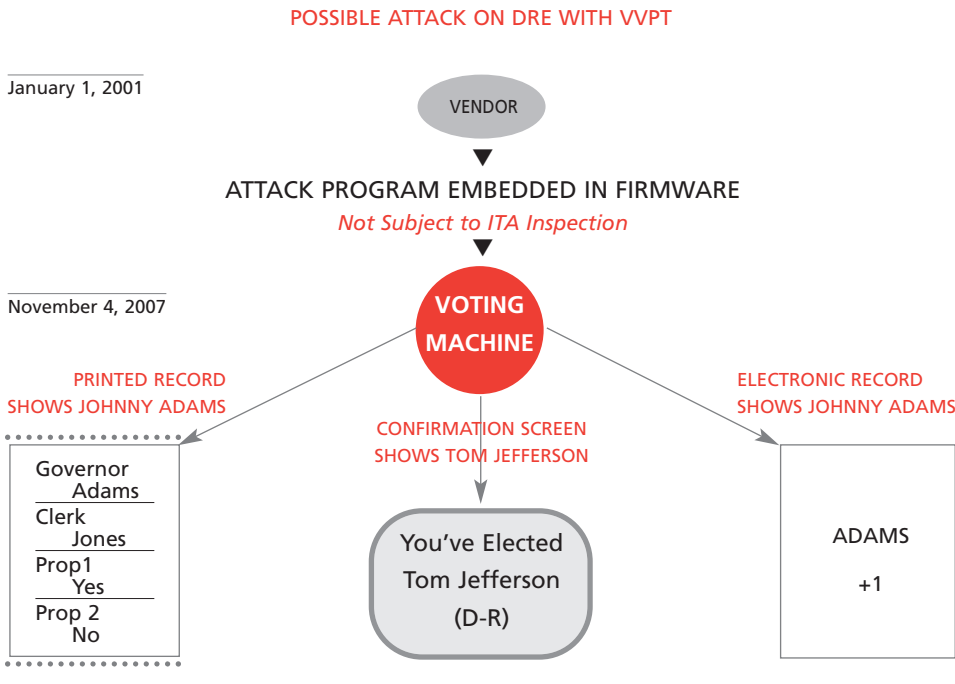 POSSIBLE ATTACK ON DRE WITH VVPT
January 1, 2001
VENDOR
ATTACK PROGRAM EMBEDDED IN FIRMWARE
Not Subject to ITA Inspection
November 4, 2007
VOTING
MACHINE
PRINTED RECORD
SHOWS JOHNNY ADAMS
CONFIRMATION SCREEN
SHOWS TOM JEFFERSON
ELECTRONIC RECORD
SHOWS JOHNNY ADAMS
Governor
Adams
Clerk
Jones
Prop1
Yes
Prop 2
No
You've Elected
Tom Jefferson
(D-R)
ADAMS
+1